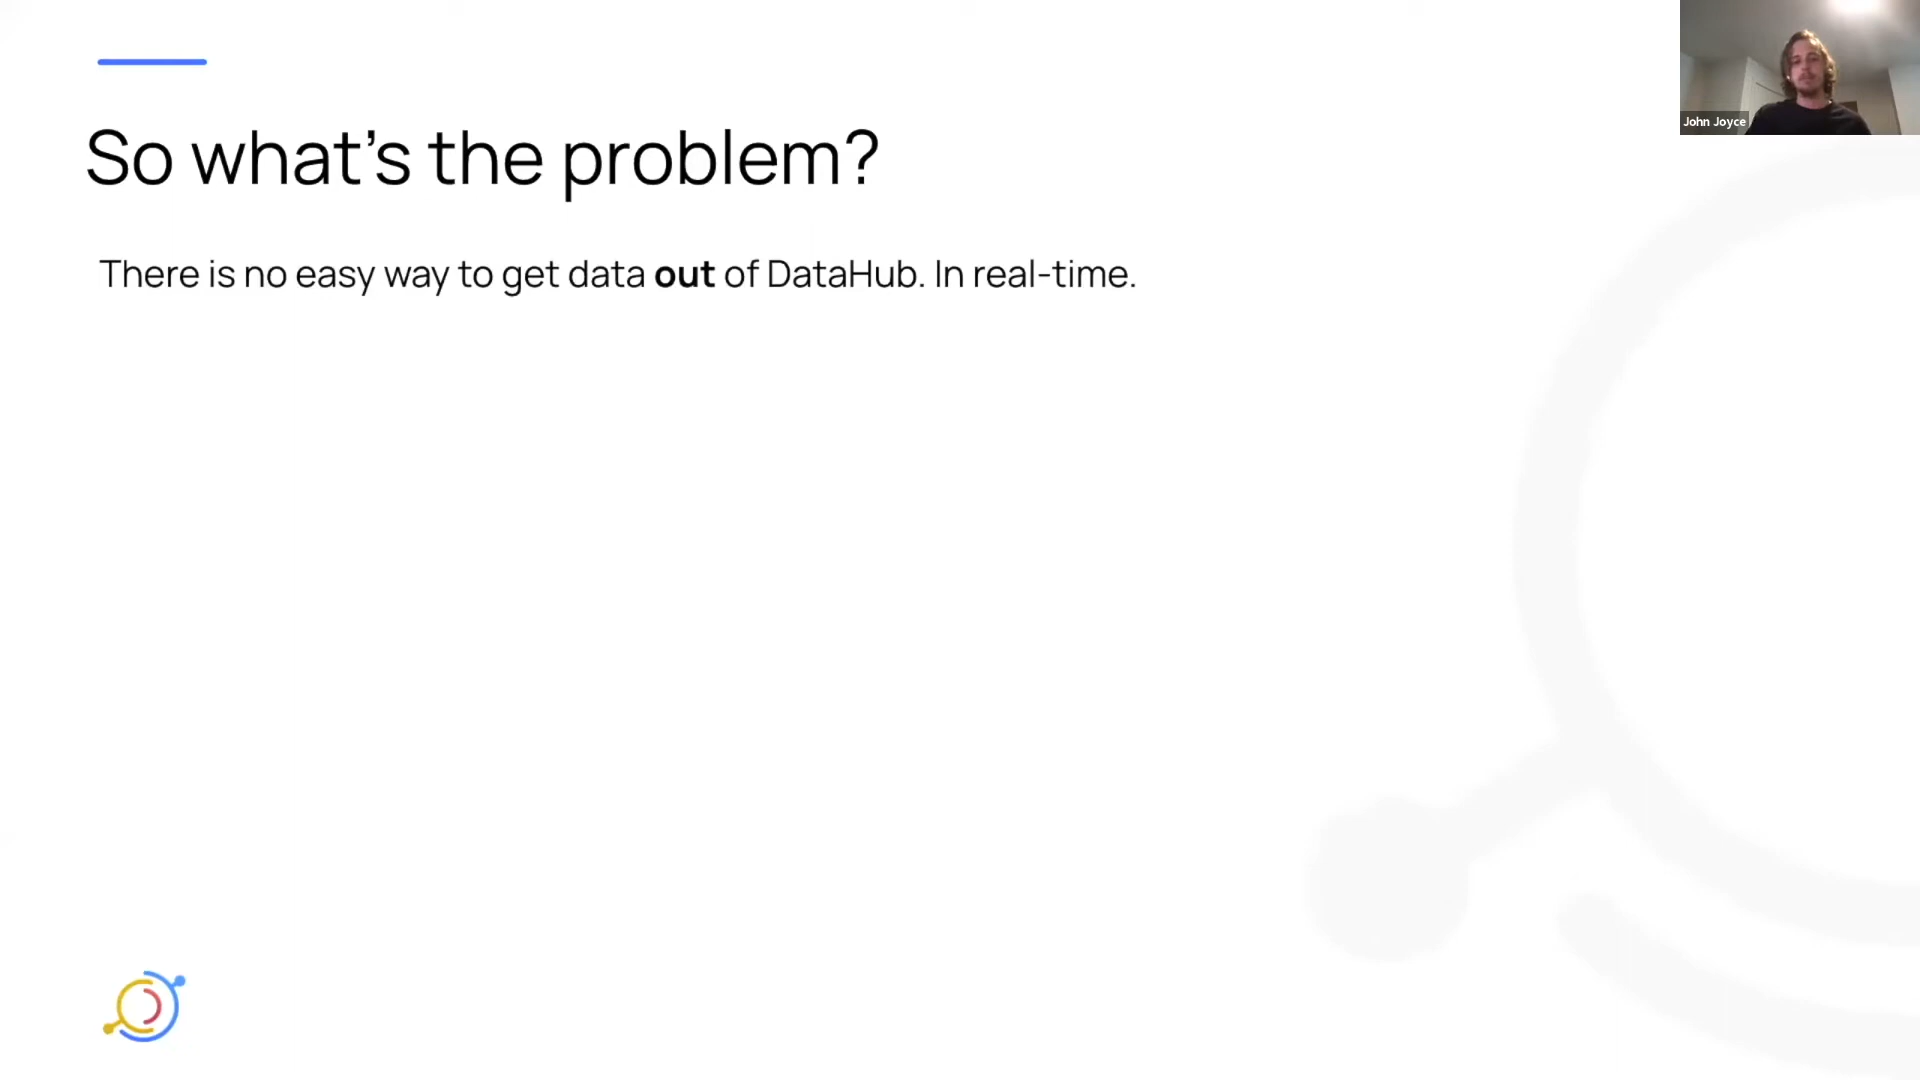 So what's the problem?
There is no easy way to get data out of DataHub. In real-time.
John Joyce